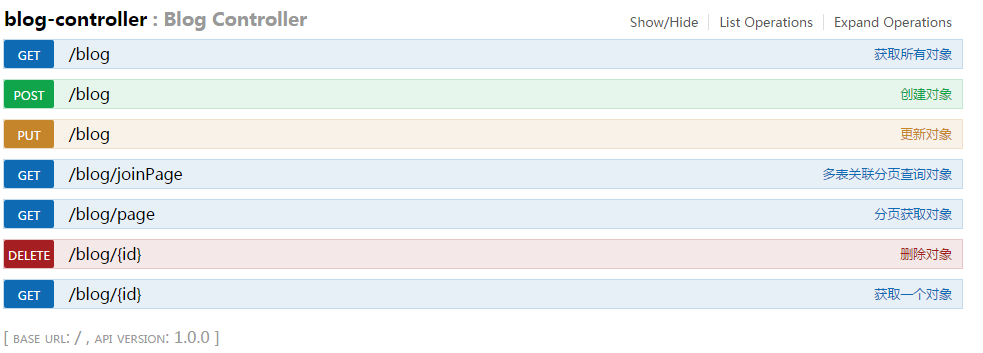 blog-controller : Blog Controller Show/Hide List Operations Expand Operations
GET /blog 获取所有对象
POST /blog 创建对象
PUT /blog 更新对象
GET /blog/joinPage 多表关联分页查询对象
GET /blog/page 分页获取对象
DELETE /blog/{id} 删除对象
GET /blog/{id} 获取一个对象
[ BASE URL: / , API VERSION: 1.0.0 ]